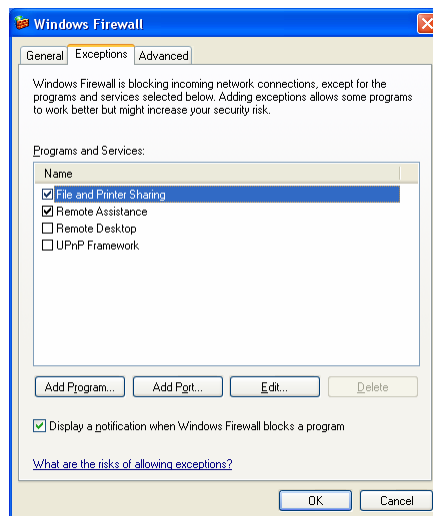 Windows Firewall
General Exceptions Advanced
Windows Firewall is blocking incoming network connections, except for the
programs and services selected below. Adding exceptions allows some programs
to work better but might increase your security risk.
Programs and Services:
Name
File and Printer Sharing
Remote Assistance
Remote Desktop
UPnP Framework
Add Program... Add Port... Edit... Delete
Display a notification when Windows Firewall blocks a program
What are the risks of allowing exceptions?
OK Cancel